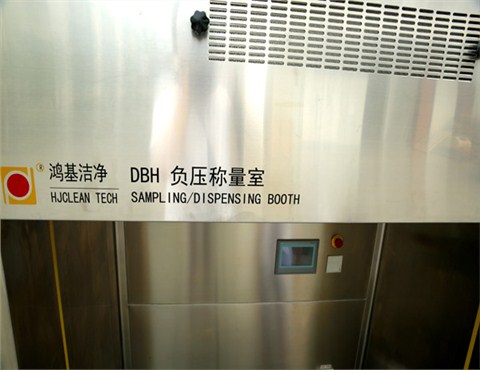 ® 鸿基洁净 DBH 负压称量室
HJCLEAN TECH SAMPLING/DISPENSING BOOTH